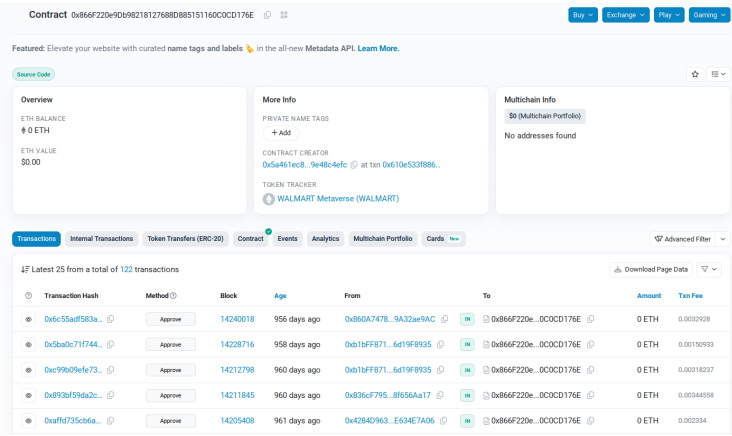 Contract 0x866F220e9Db98218127688D885151160C0CD176E
Buy Exchange Play Gaming
Featured: Elevate your website with curated name tags and labels in the all-new Metadata API. Learn More.
Source Code
Overview
ETH BALANCE
0 ETH
ETH VALUE
$0.00
More Info
PRIVATE NAME TAGS
+ Add
CONTRACT CREATOR
0x5a461ec8...9e48c4efc at txn 0x610e533f886...
TOKEN TRACKER
WALMART Metaverse (WALMART)
Multichain Info
$0 (Multichain Portfolio)
No addresses found
Transactions Internal Transactions Token Transfers (ERC-20) Contract Events Analytics Multichain Portfolio Cards New Advanced Filter
Latest 25 from a total of 122 transactions Download Page Data
Transaction Hash Method Block Age From To Amount Txn Fee
0x6c55adf583a... Approve 14240018 956 days ago 0x860A7478...9A32ae9AC IN 0x866F220e...0C0CD176E 0 ETH 0.0032928
0x5ba0c71f744... Approve 14228716 958 days ago 0xb1bFF871...6d19F8935 IN 0x866F220e...0C0CD176E 0 ETH 0.00150933
0xc99b09efe73... Approve 14212798 960 days ago 0xb1bFF871...6d19F8935 IN 0x866F220e...0C0CD176E 0 ETH 0.00318237
0x893bf59da2c... Approve 14211845 960 days ago 0x836cF795...8f656Aa17 IN 0x866F220e...0C0CD176E 0 ETH 0.00344558
0xaffd735cb6a... Approve 14205408 961 days ago 0x4284D963...E634E7A06 IN 0x866F220e...0C0CD176E 0 ETH 0.002334